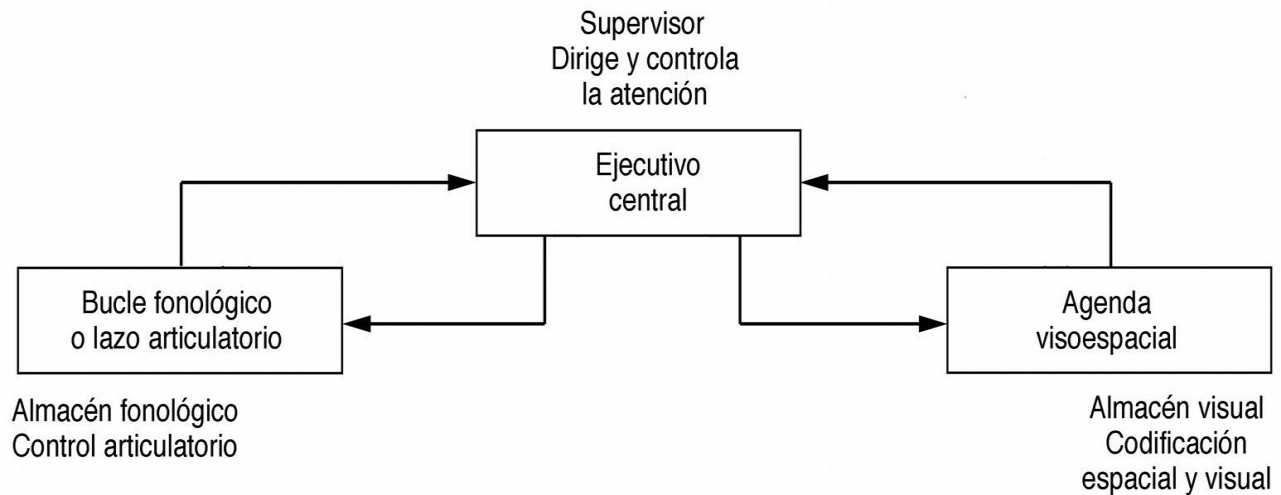 Supervisor
Dirige y controla
la atención
Ejecutivo
central
Bucle fonológico
o lazo articulatorio
Agenda
visoespacial
Almacén fonológico
Control articulatorio
Almacén visual
Codificación
espacial y visual